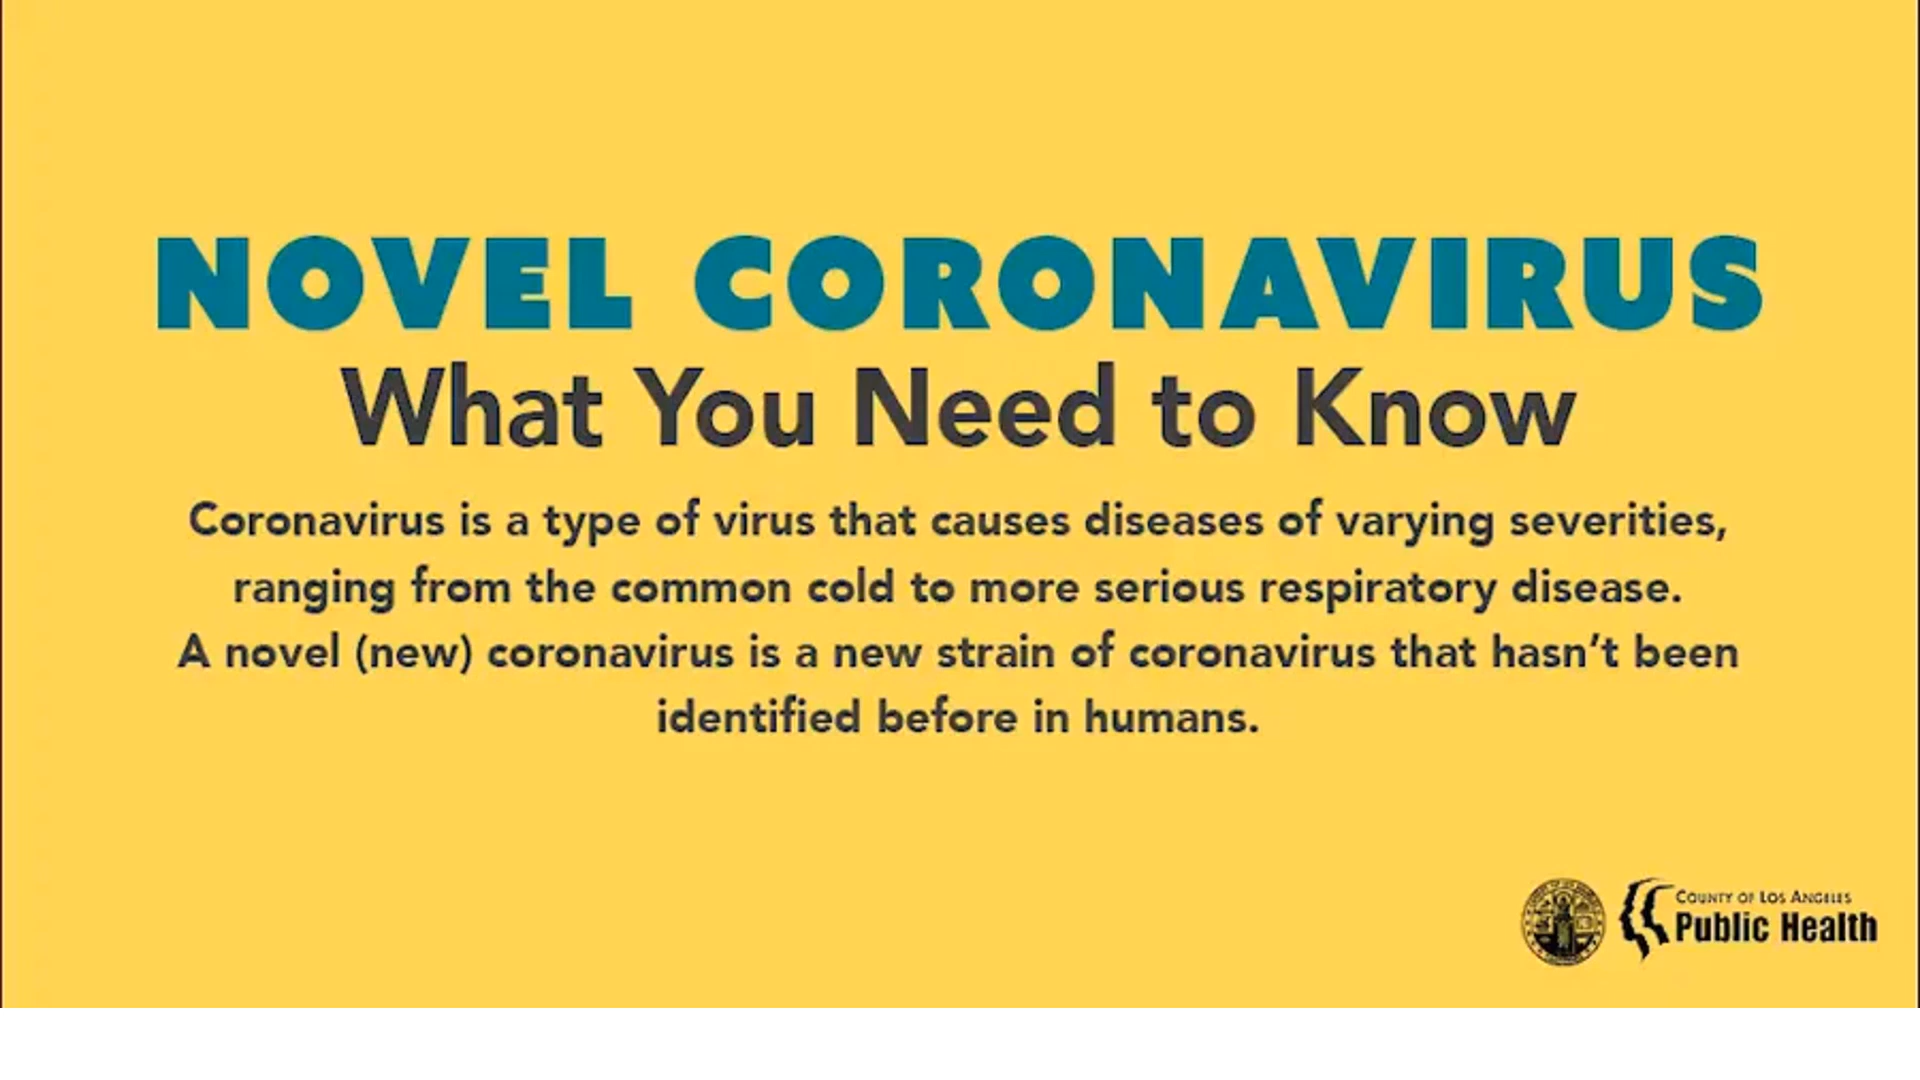 NOVEL CORONAVIRUS
What You Need to Know
Coronavirus is a type of virus that causes diseases of varying severities,
ranging from the common cold to more serious respiratory disease.
A novel (new) coronavirus is a new strain of coronavirus that hasn't been
identified before in humans.
COUNTY OF LOS ANGELES
Public Health